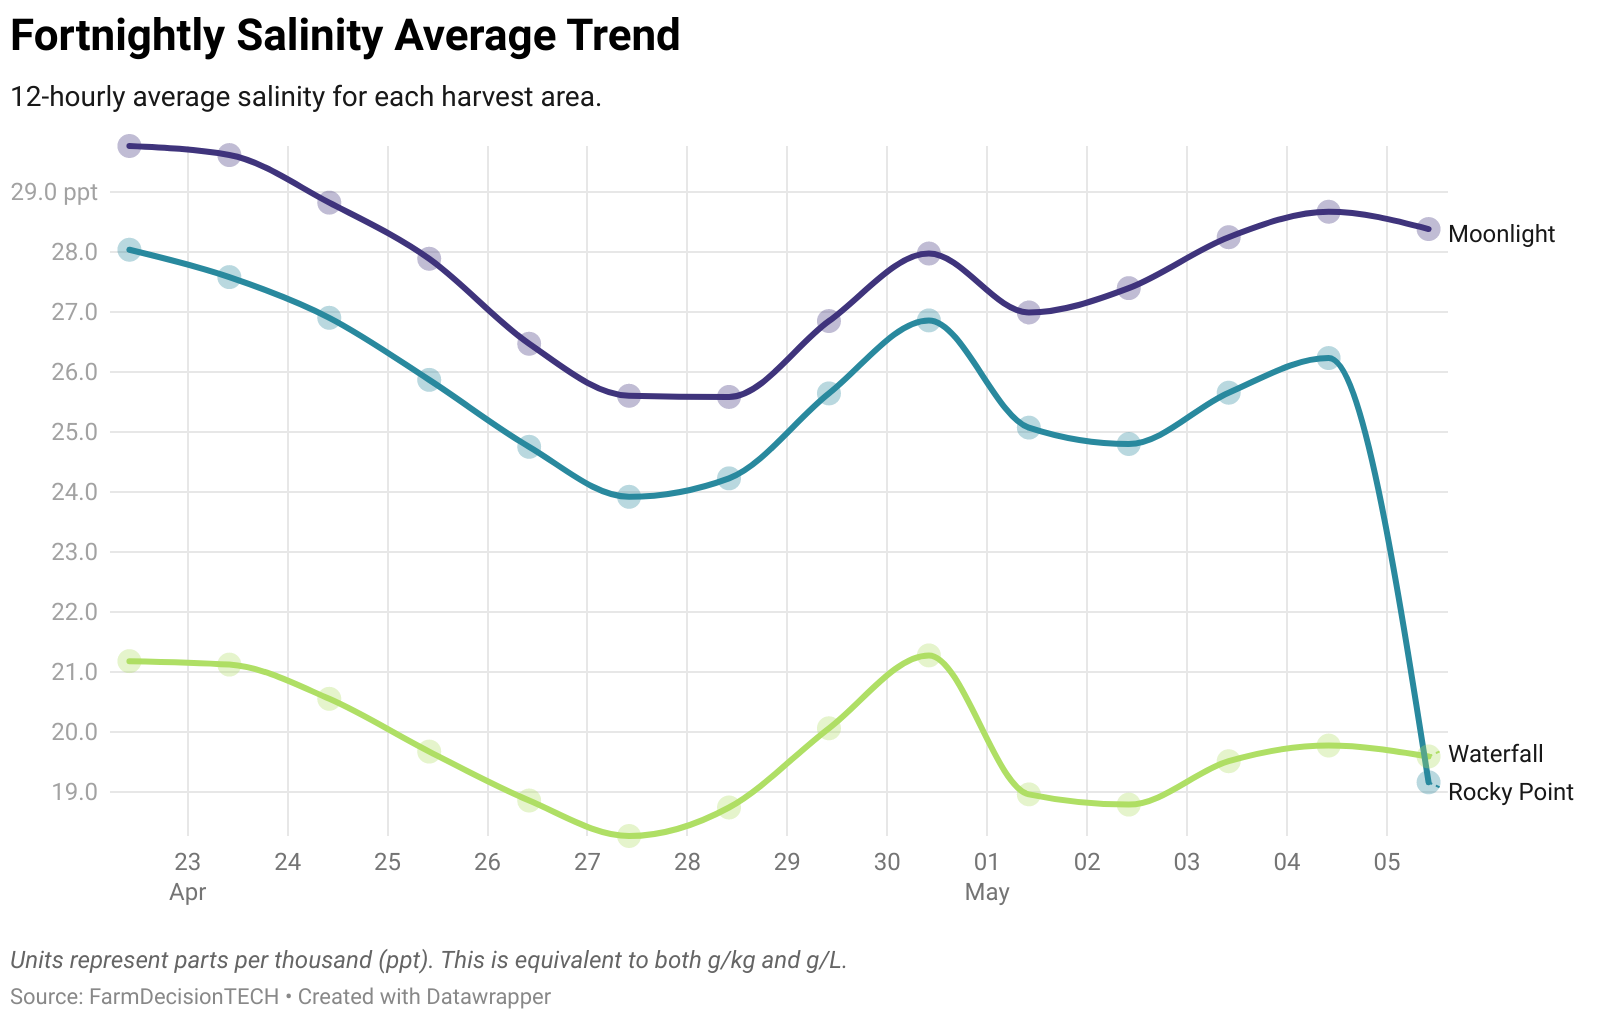 Fortnightly Salinity Average Trend
12-hourly average salinity for each harvest area.
29.0 ppt
28.0
27.0
26.0
25.0
24.0
23.0
22.0
21.0
20.0
19.0
Moonlight
Waterfall
Rocky Point
23 24 25 26 27 28 29 30 01 02 03 04 05
Apr May
Units represent parts per thousand (ppt). This is equivalent to both g/kg and g/L.
Source: FarmDecisionTECH • Created with Datawrapper